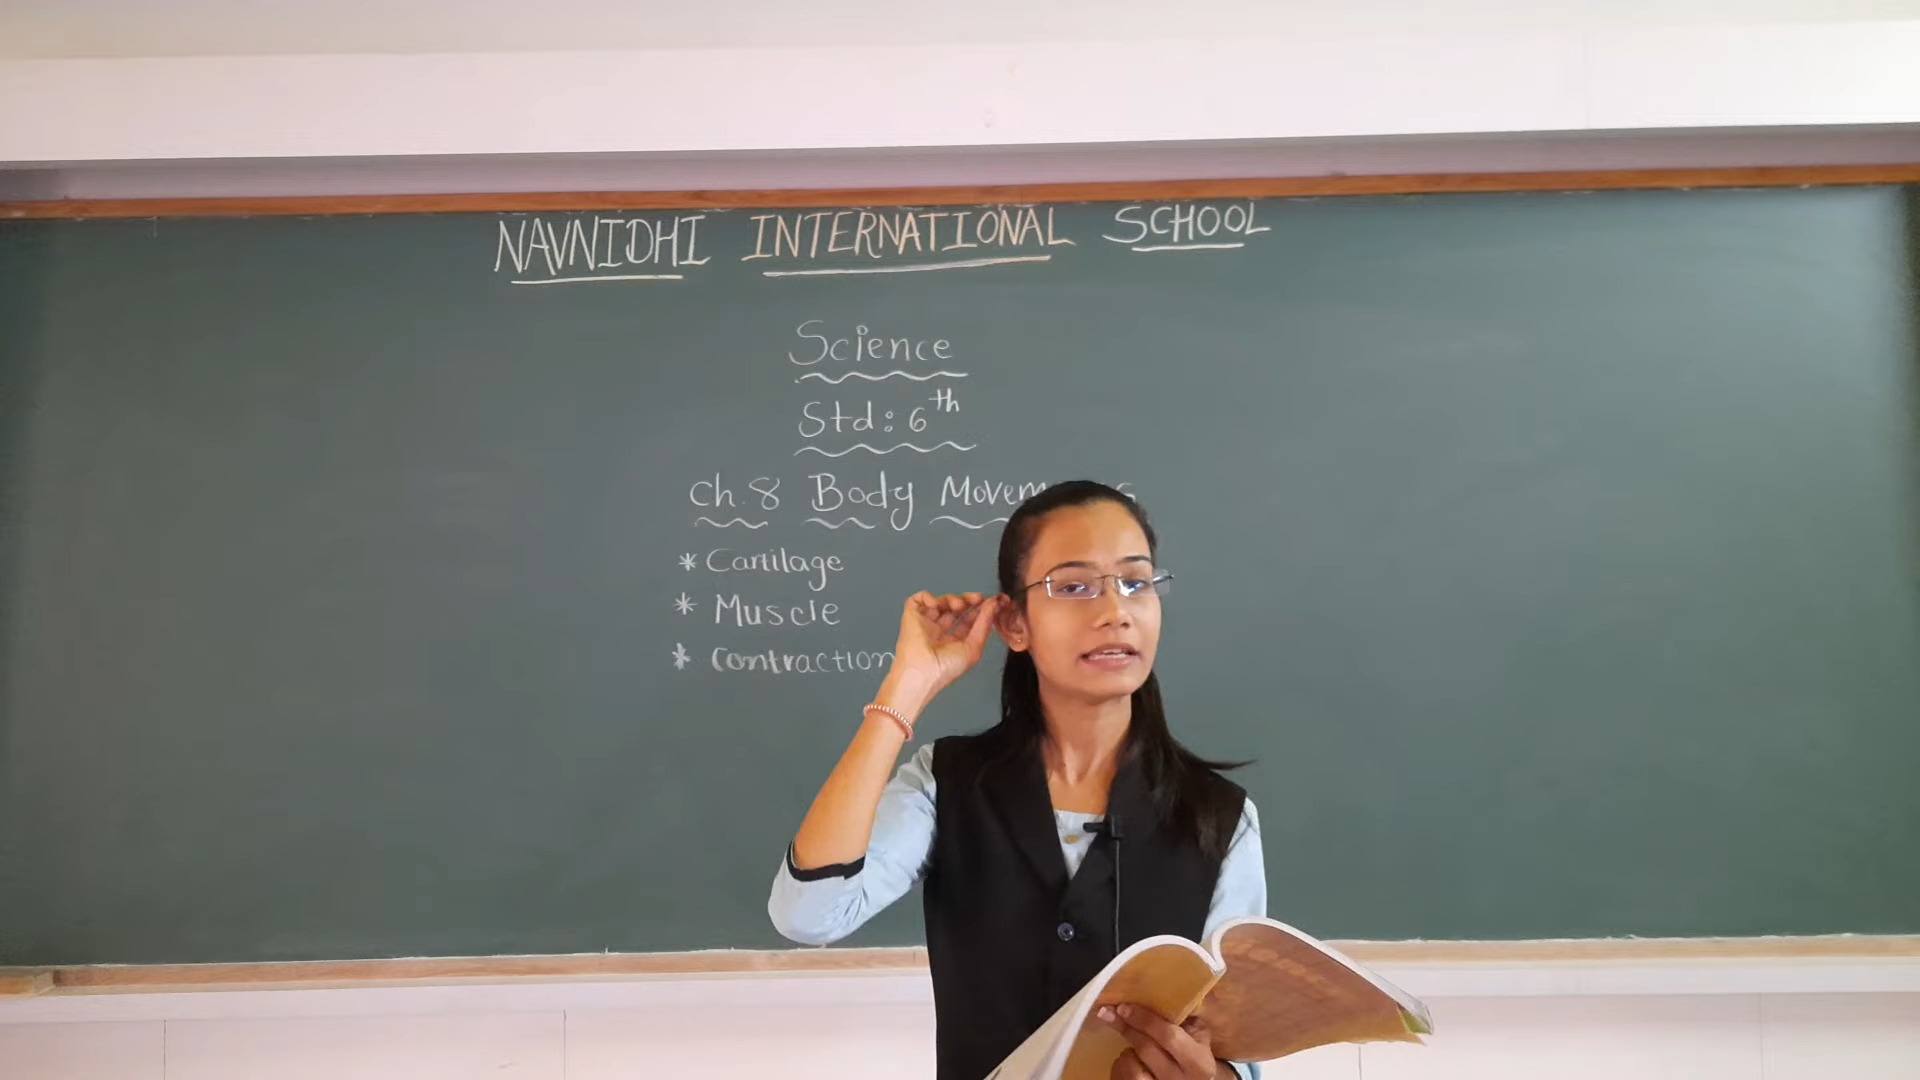 NAVNIDHI INTERNATIONAL SCHOOL
Science
Std: 6th
Ch.8 Body
* Cartilage
* Muscle
* Contraction